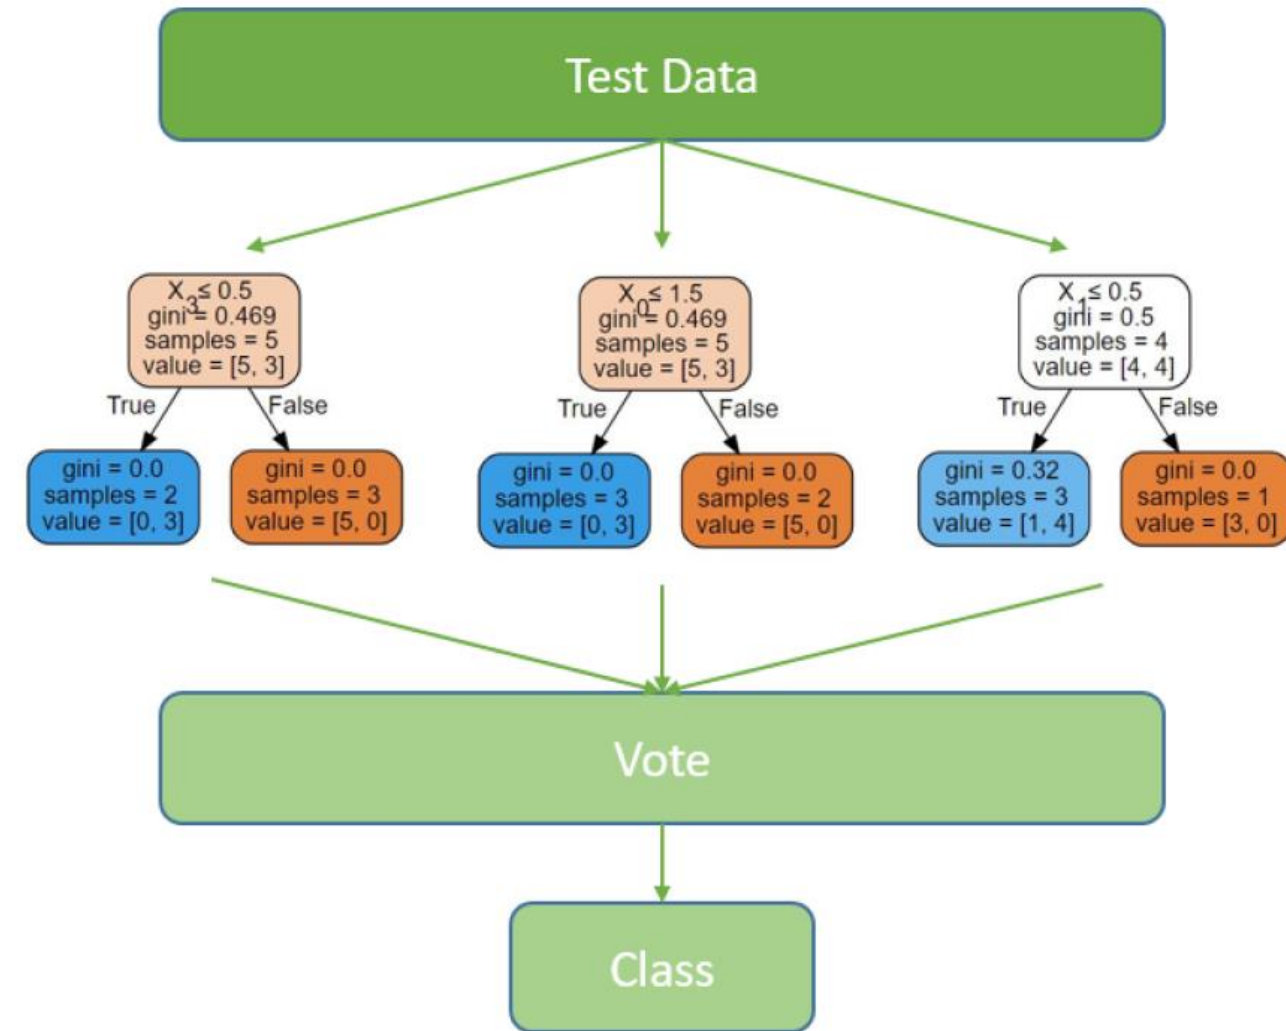 Test Data
X₃ ≤ 0.5
gini = 0.469
samples = 5
value = [5, 3]
True
False
gini = 0.0
samples = 2
value = [0, 3]
gini = 0.0
samples = 3
value = [5, 0]
X₀ ≤ 1.5
gini = 0.469
samples = 5
value = [5, 3]
True
False
gini = 0.0
samples = 3
value = [0, 3]
gini = 0.0
samples = 2
value = [5, 0]
X₁ ≤ 0.5
gini = 0.5
samples = 4
value = [4, 4]
True
False
gini = 0.32
samples = 3
value = [1, 4]
gini = 0.0
samples = 1
value = [3, 0]
Vote
Class